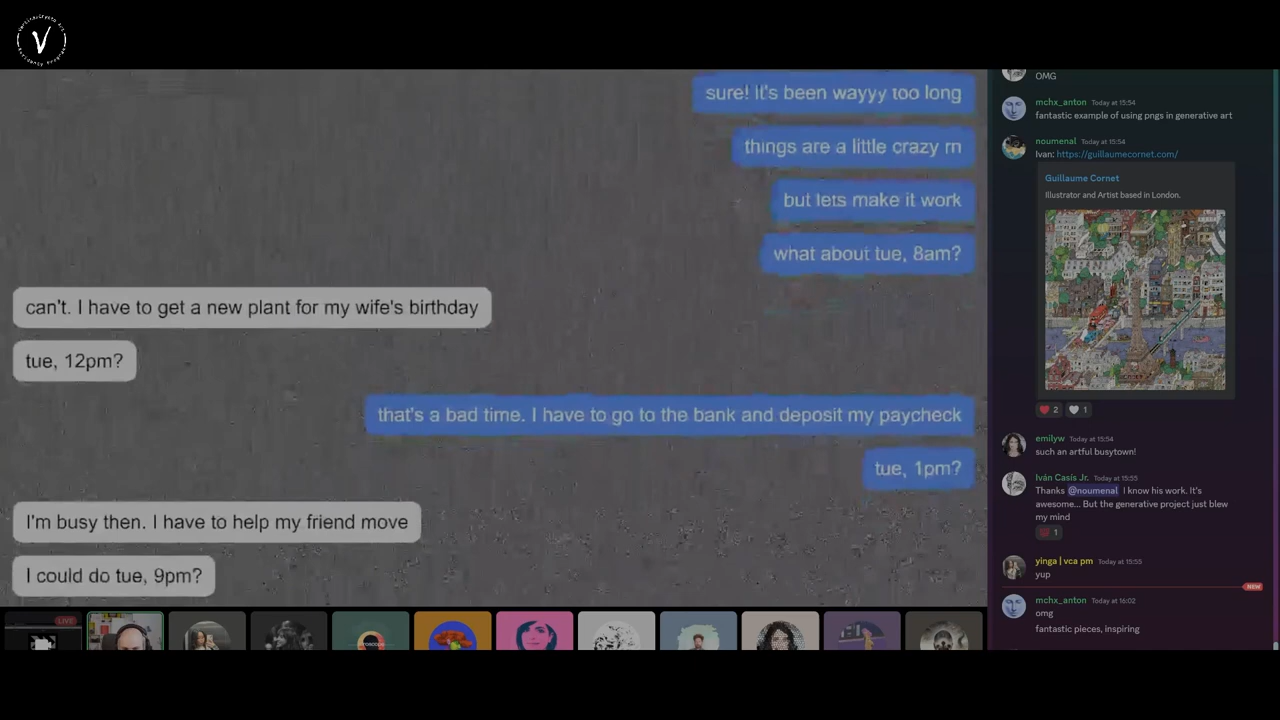 V
sure! It's been wayyy too long
things are a little crazy rn
but lets make it work
what about tue, 8am?
can't. I have to get a new plant for my wife's birthday
tue, 12pm?
that's a bad time. I have to go to the bank and deposit my paycheck
tue, 1pm?
I'm busy then. I have to help my friend move
I could do tue, 9pm?
LIVE
OMG
mchx_anton Today at 15:54
fantastic example of using pngs in generative art
noumenal Today at 15:54
Ivan: https://guillaumecornet.com/
Guillaume Cornet
Illustrator and Artist based in London.
2 1
emilyw Today at 15:54
such an artful busytown!
Iván Casís Jr. Today at 15:55
Thanks @noumenal I know his work. It's
awesome... But the generative project just blew
my mind
1
yinga | vca pm Today at 15:55
yup
NEW
mchx_anton Today at 16:02
omg
fantastic pieces, inspiring